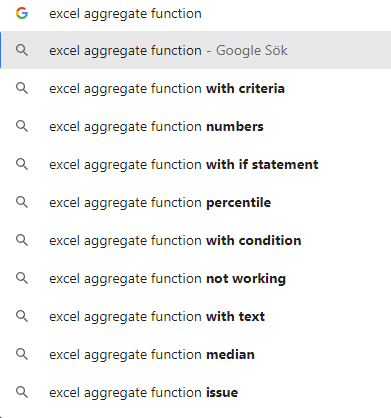 excel aggregate function
excel aggregate function - Google Sök
excel aggregate function with criteria
excel aggregate function numbers
excel aggregate function with if statement
excel aggregate function percentile
excel aggregate function with condition
excel aggregate function not working
excel aggregate function with text
excel aggregate function median
excel aggregate function issue